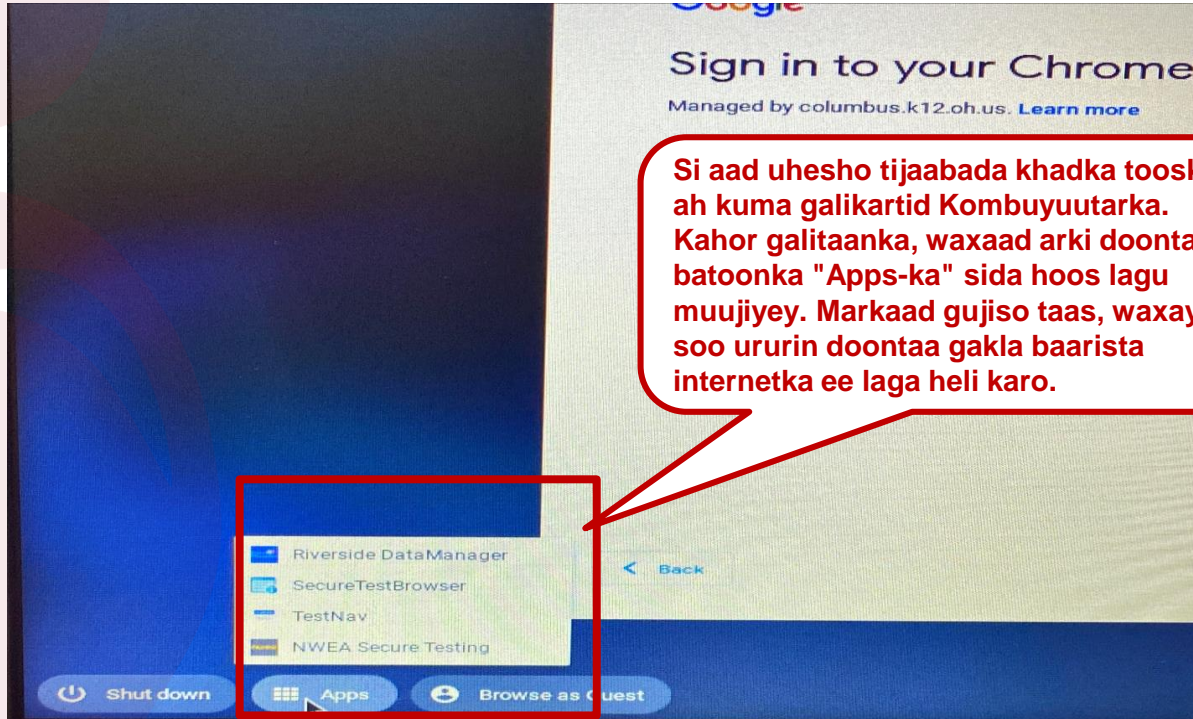 Google
Sign in to your Chrome
Managed by columbus.k12.oh.us. Learn more
Si aad uhesho tijaabada khadka toosk
ah kuma galikartid Kombuyuutarka.
Kahor galitaanka, waxaad arki doonta
batoonka "Apps-ka" sida hoos lagu
muujiyey. Markaad gujiso taas, waxay
soo ururin doontaa gakla baarista
internetka ee laga heli karo.
Riverside DataManager
SecureTestBrowser
TestNav
NWEA Secure Testing
Back
Shut down
Apps
Browse as Guest